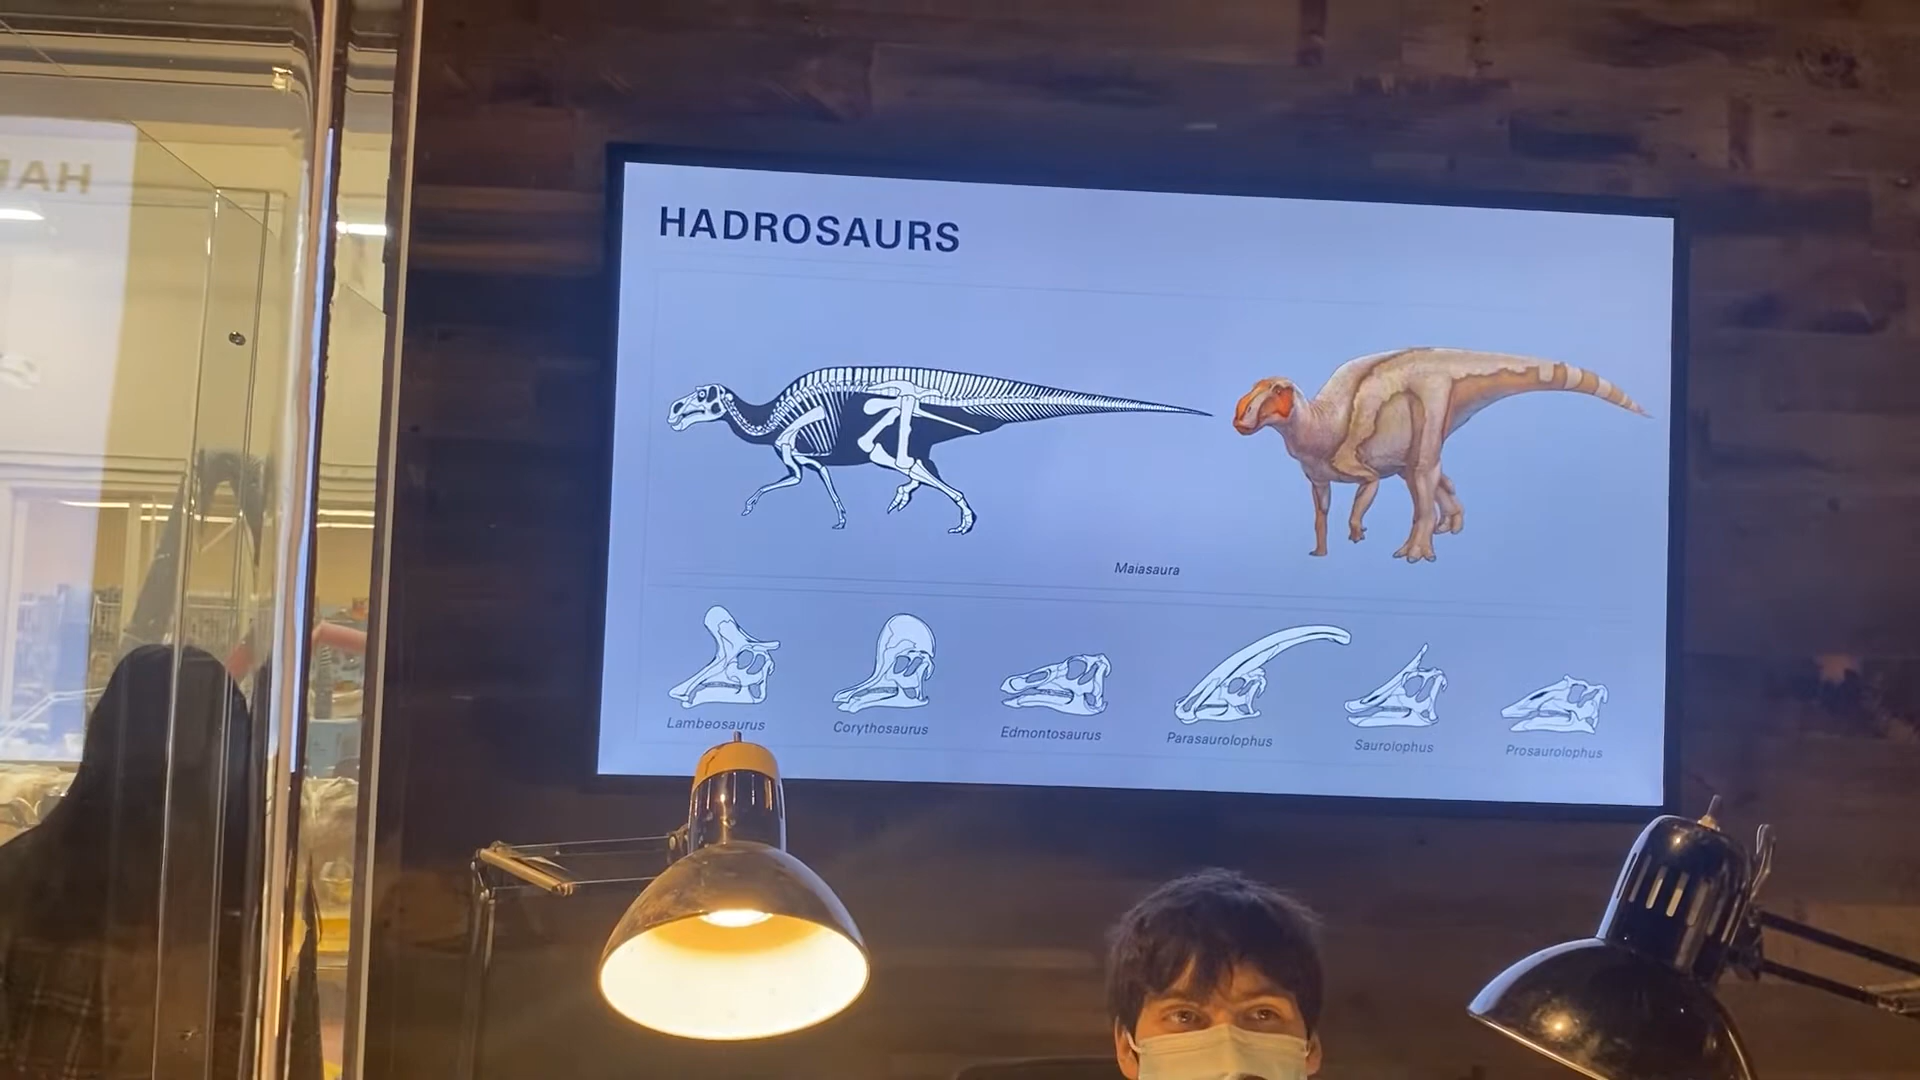 HADROSAURS
Maiasaura
Lambeosaurus
Corythosaurus
Edmontosaurus
Parasaurolophus
Saurolophus
Prosaurolophus